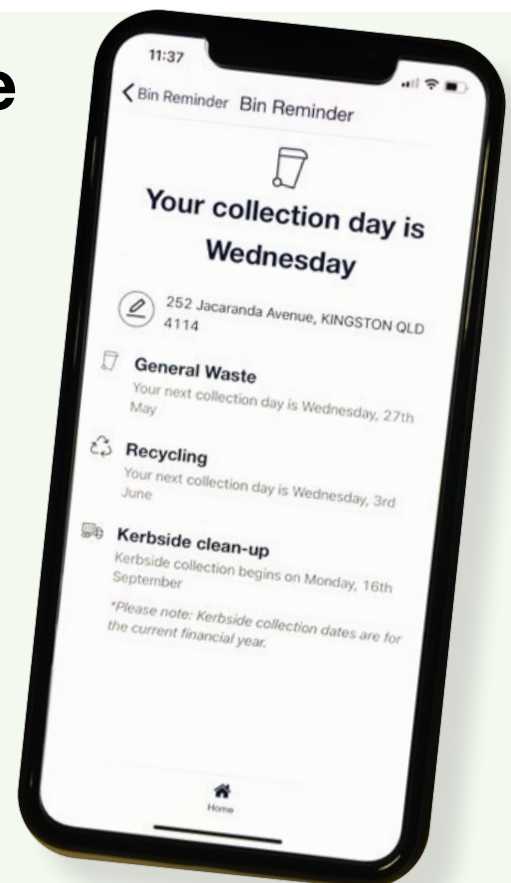 e
11:37
Bin Reminder Bin Reminder
Your collection day is
Wednesday
252 Jacaranda Avenue, KINGSTON QLD
4114
General Waste
Your next collection day is Wednesday, 27th
May
Recycling
Your next collection day is Wednesday, 3rd
June
Kerbside clean-up
Kerbside collection begins on Monday, 16th
September
*Please note: Kerbside collection dates are for
the current financial year.
Home